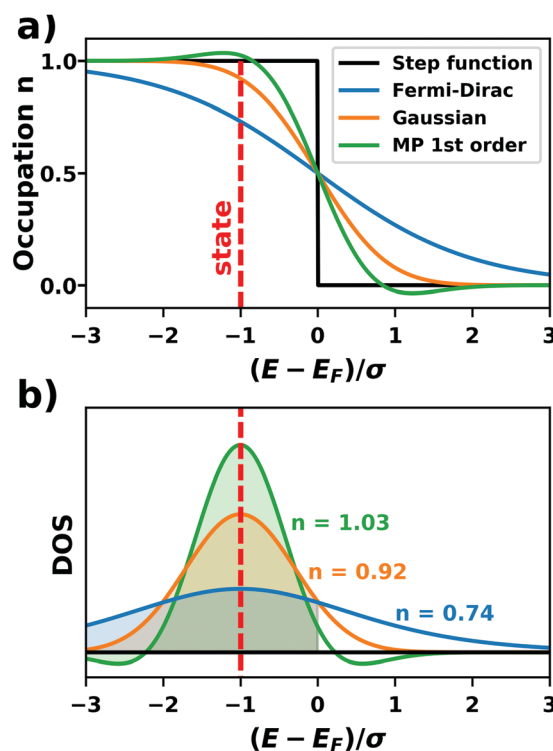 a)
Occupation n
1.0
0.5
0.0
state
Step function
Fermi-Dirac
Gaussian
MP 1st order
−3 −2 −1 0 1 2 3
(E − E_F)/σ
b)
DOS
n = 1.03
n = 0.92
n = 0.74
−3 −2 −1 0 1 2 3
(E − E_F)/σ